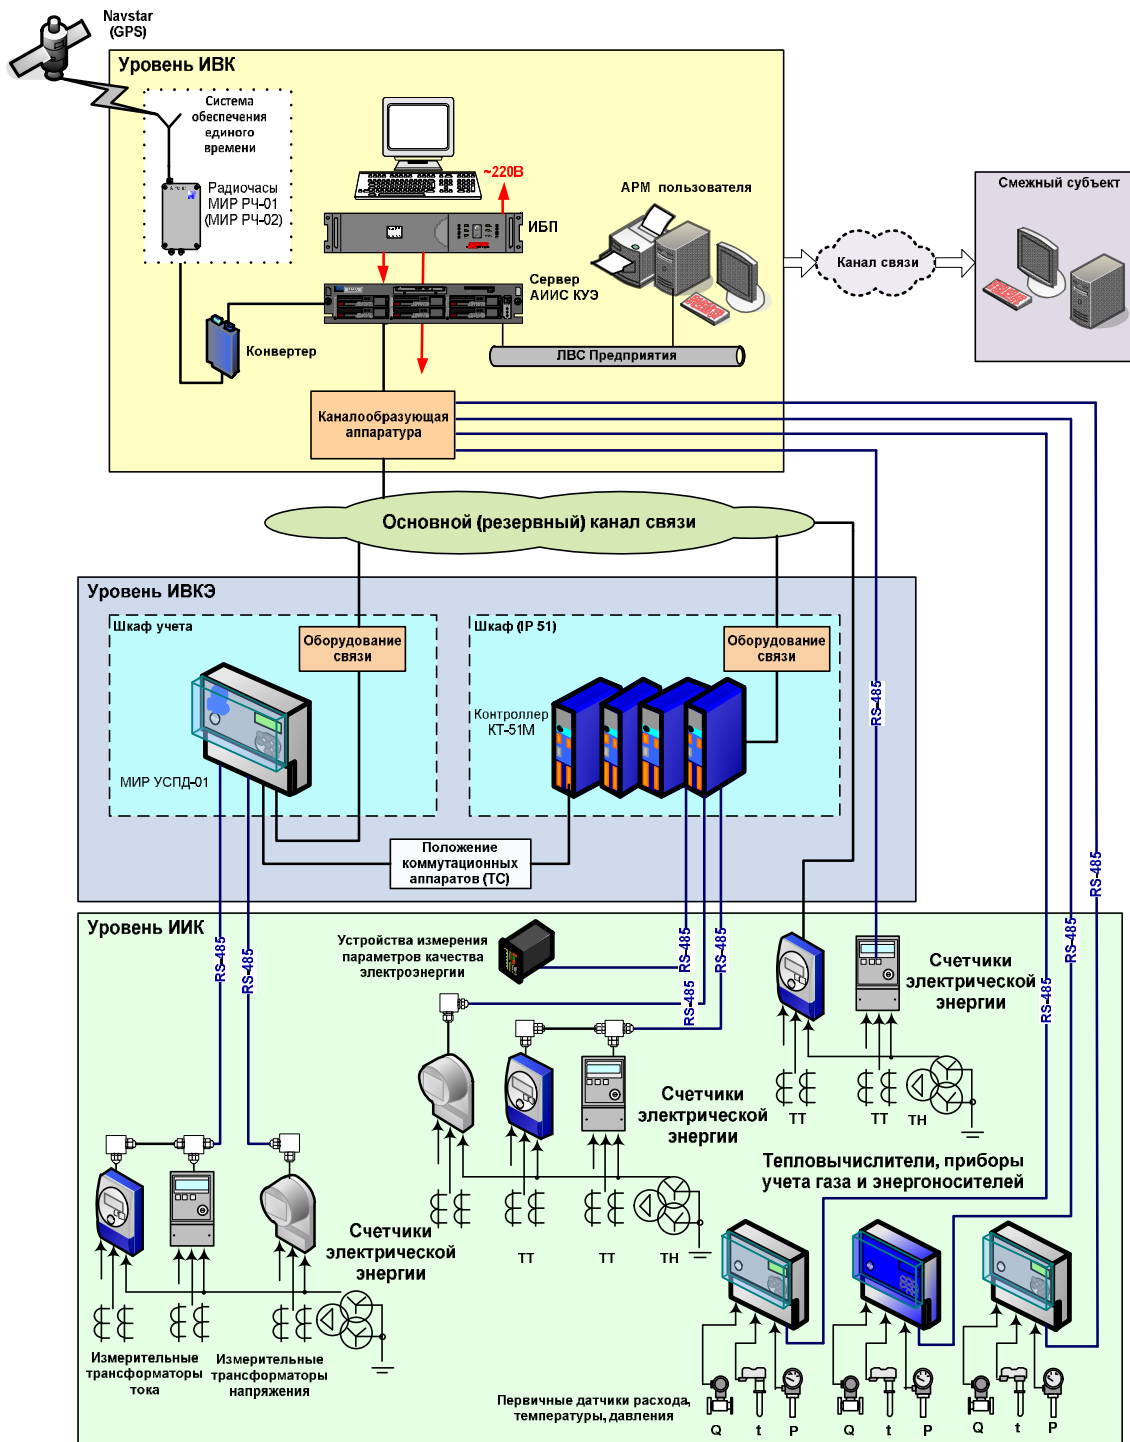 Navstar
(GPS)
Уровень ИВК
Система
обеспечения
единого
времени
Радиочасы
МИР РЧ-01
(МИР РЧ-02)
~220В
ИБП
Сервер
АИИС КУЭ
АРМ пользователя
Конвертер
ЛВС Предприятия
Канал связи
Смежный субъект
Каналообразующая
аппаратура
Основной (резервный) канал связи
Уровень ИВКЭ
Шкаф учета
Оборудование
связи
МИР УСПД-01
Шкаф (IP 51)
Оборудование
связи
Контроллер
КТ-51М
Положение
коммутационных
аппаратов (ТС)
RS-485
RS-485
RS-485
RS-485
Уровень ИИК
RS-485
RS-485
RS-485
RS-485
RS-485
Устройства измерения
параметров качества
электроэнергии
Счетчики
электрической
энергии
ТТ
ТТ
ТН
Счетчики
электрической
энергии
ТТ
ТТ
ТН
Тепловычислители, приборы
учета газа и энергоносителей
Счетчики
электрической
энергии
Измерительные
трансформаторы
тока
Измерительные
трансформаторы
напряжения
Первичные датчики расхода,
температуры, давления
Q t P
Q t P
Q t P